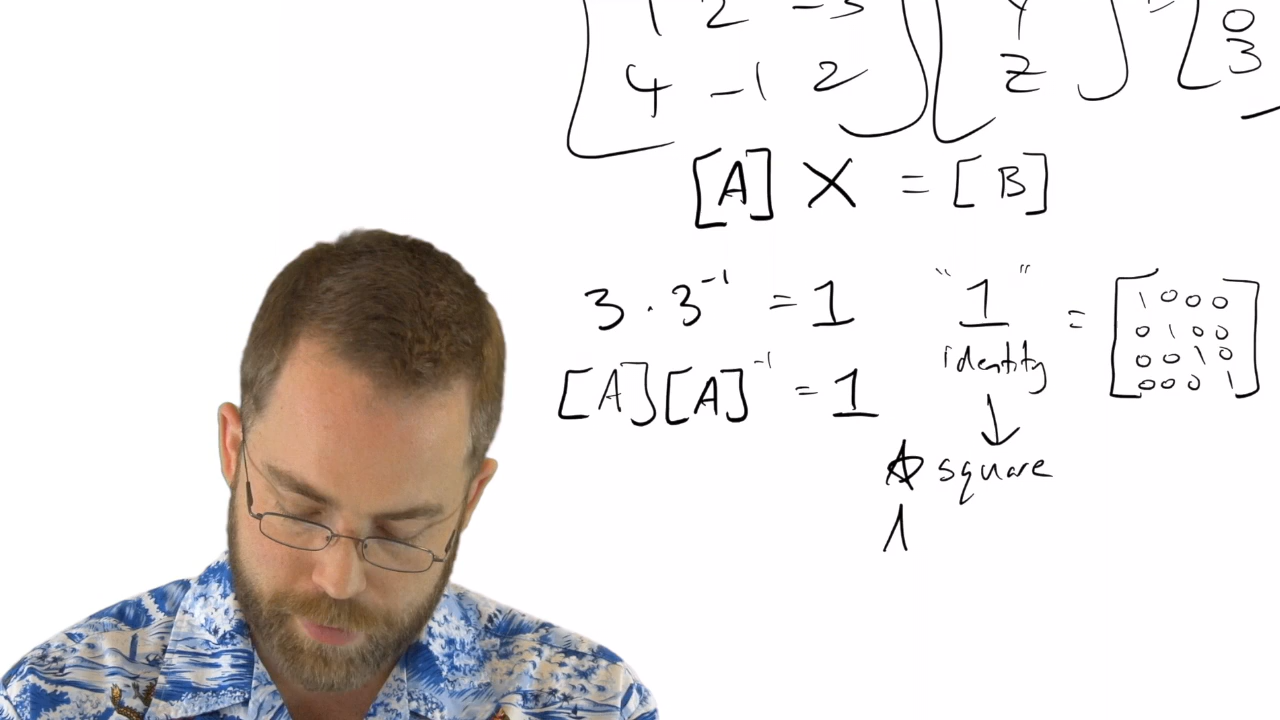 1 2 -3 Y = 0
4 -1 2 Z 3
[A] X = [B]
3 · 3⁻¹ = 1 "1" = [1 0 0 0
identity 0 1 0 0
0 0 1 0
[A][A]⁻¹ = 1 0 0 0 1]
↓
☆ square